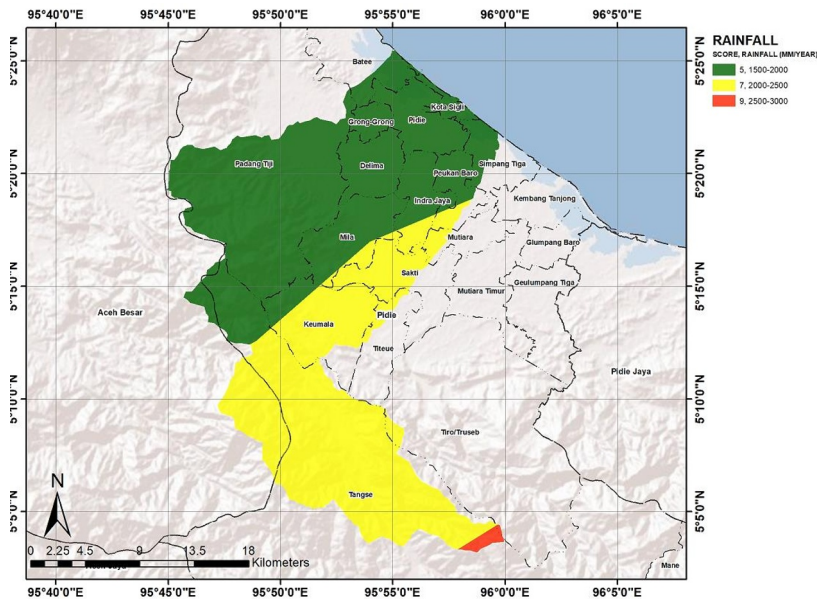 95°40'0"E 95°45'0"E 95°50'0"E 95°55'0"E 96°0'0"E 96°5'0"E
RAINFALL
SCORE, RAINFALL (MM/YEAR)
5, 1500-2000
7, 2000-2500
9, 2500-3000
5°25'0"N
5°25'0"N
Batee
5
Kota Sigli
Grong-Grong
Pidie
Padang Tiji
Delima
Simpang Tiga
5°20'0"N
5°20'0"N
Peukan Baro
Indra Jaya
Kembang Tanjong
Mila
Mutiara
Glumpang Baro
Sakti
5°15'0"N
5°15'0"N
Geulumpang Tiga
Mutiara Timur
Aceh Besar
Pidie
Keumala
Titeue
Pidie Jaya
5°10'0"N
5°10'0"N
Tiro/Truseb
Tangse
5°5'0"N
5°5'0"N
N
0 2.25 4.5 9 13.5 18
Kilometers
Mane
95°40'0"E 95°45'0"E 95°50'0"E 95°55'0"E 96°0'0"E 96°5'0"E